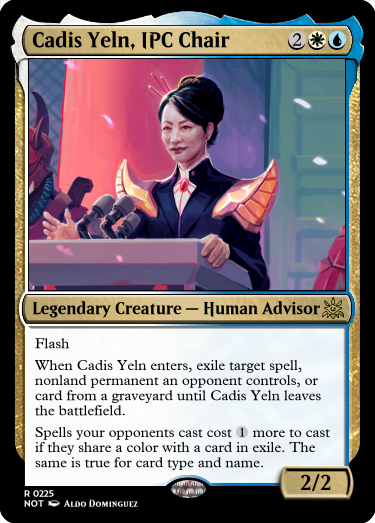 Cadis Yeln, IPC Chair 2
Legendary Creature — Human Advisor
Flash
When Cadis Yeln enters, exile target spell,
nonland permanent an opponent controls, or
card from a graveyard until Cadis Yeln leaves
the battlefield.
Spells your opponents cast cost 1 more to cast
if they share a color with a card in exile. The
same is true for card type and name.
2/2
R 0225
NOT Aldo Dominguez